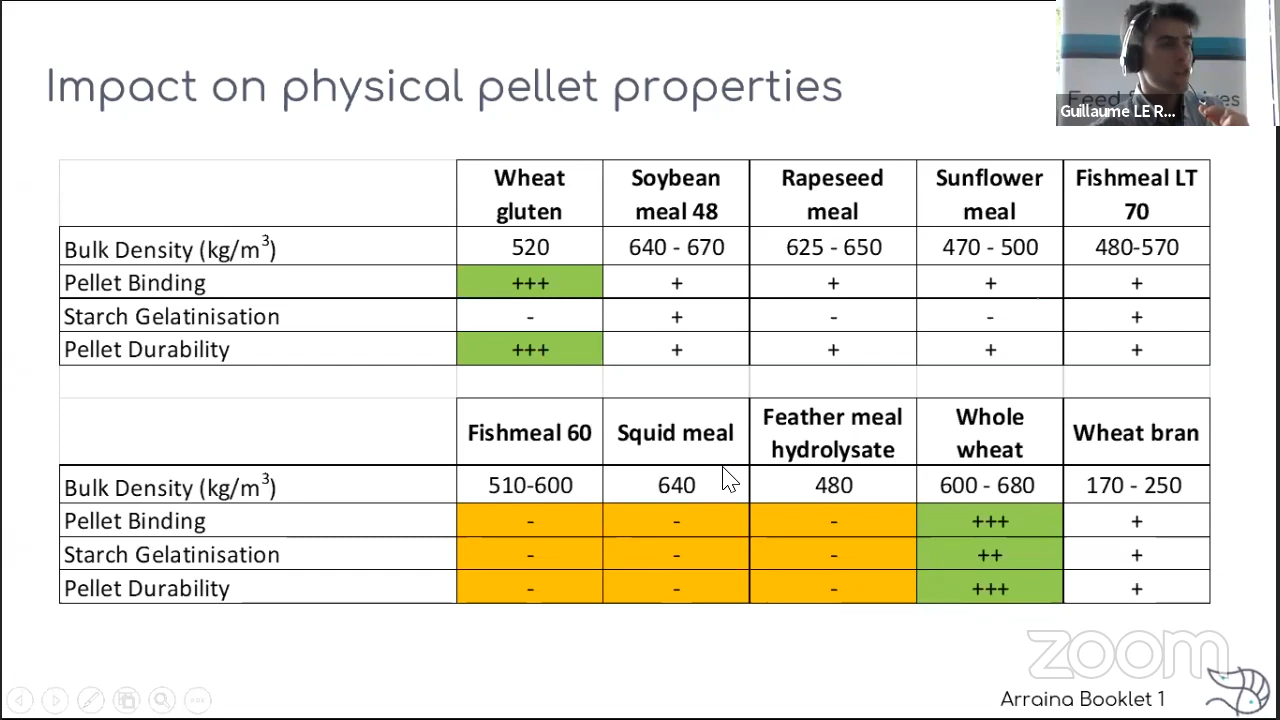 Impact on physical pellet properties
Feed
Guillaume LE R...
Wheat gluten Soybean meal 48 Rapeseed meal Sunflower meal Fishmeal LT 70
Bulk Density (kg/m³) 520 640 - 670 625 - 650 470 - 500 480-570
Pellet Binding +++ + + + +
Starch Gelatinisation - + - - +
Pellet Durability +++ + + + +
Fishmeal 60 Squid meal Feather meal hydrolysate Whole wheat Wheat bran
Bulk Density (kg/m³) 510-600 640 480 600 - 680 170 - 250
Pellet Binding - - - +++ +
Starch Gelatinisation - - - ++ +
Pellet Durability - - - +++ +
zoom
Arraina Booklet 1